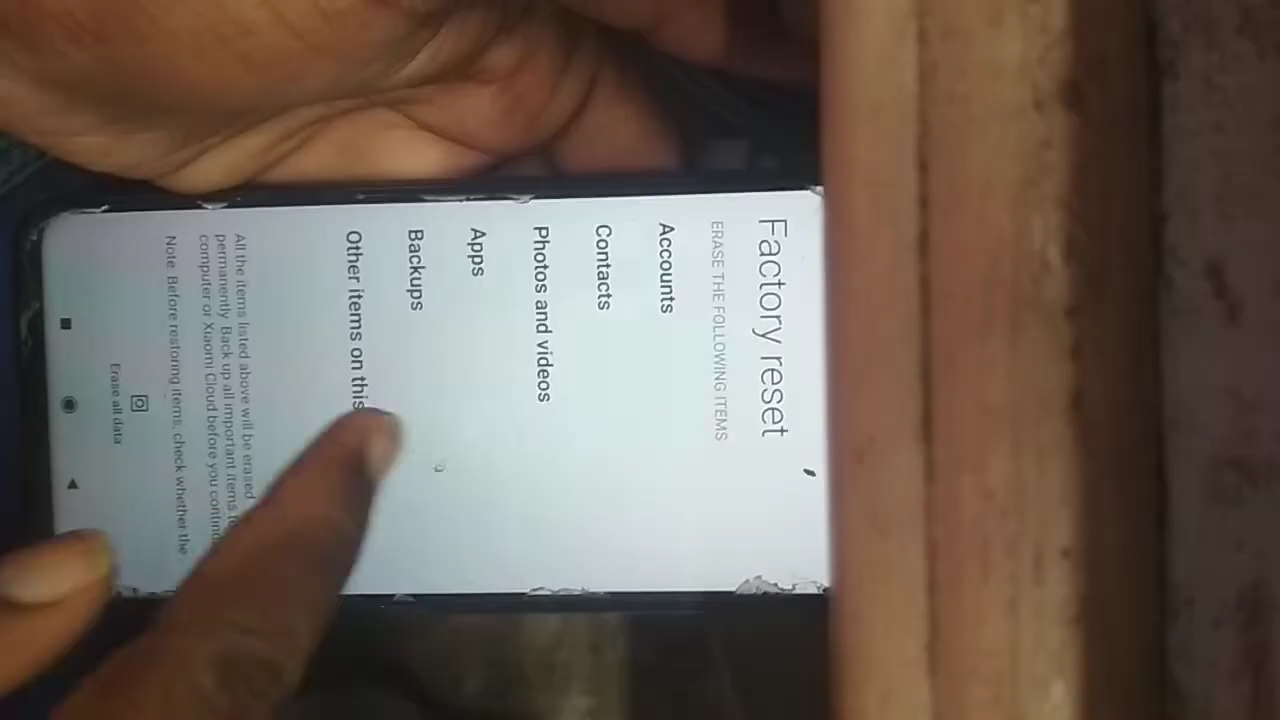 Factory reset
ERASE THE FOLLOWING ITEMS
Accounts
Contacts
Photos and videos
Apps
Backups
Other items on this
All the items listed above will be erased
permanently. Back up all important items
computer or Xiaomi Cloud before you
Note: Before restoring items, check whether the
Erase all data